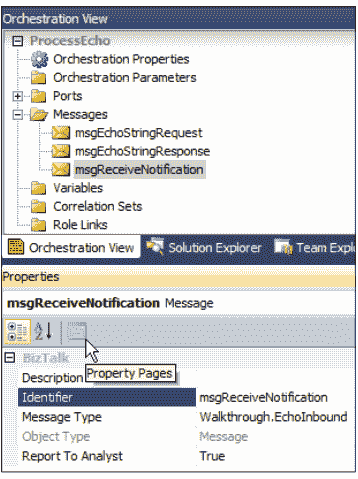 Orchestration View
ProcessEcho
Orchestration Properties
Orchestration Parameters
Ports
Messages
msgEchoStringRequest
msgEchoStringResponse
msgReceiveNotification
Variables
Correlation Sets
Role Links
Orchestration View Solution Explorer Team Expl
Properties
msgReceiveNotification Message
BizTalk
Description
Property Pages
Identifier msgReceiveNotification
Message Type Walkthrough.EchoInbound
Object Type Message
Report To Analyst True